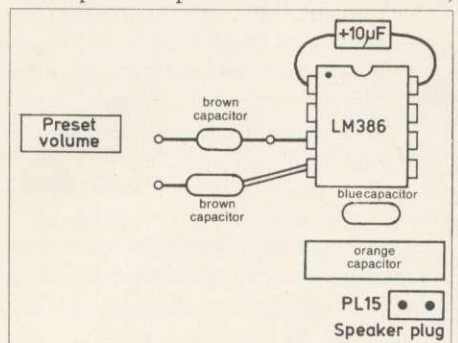 +10µF
brown
capacitor
LM386
Preset
volume
brown
capacitor
blue capacitor
orange
capacitor
PL15
Speaker plug